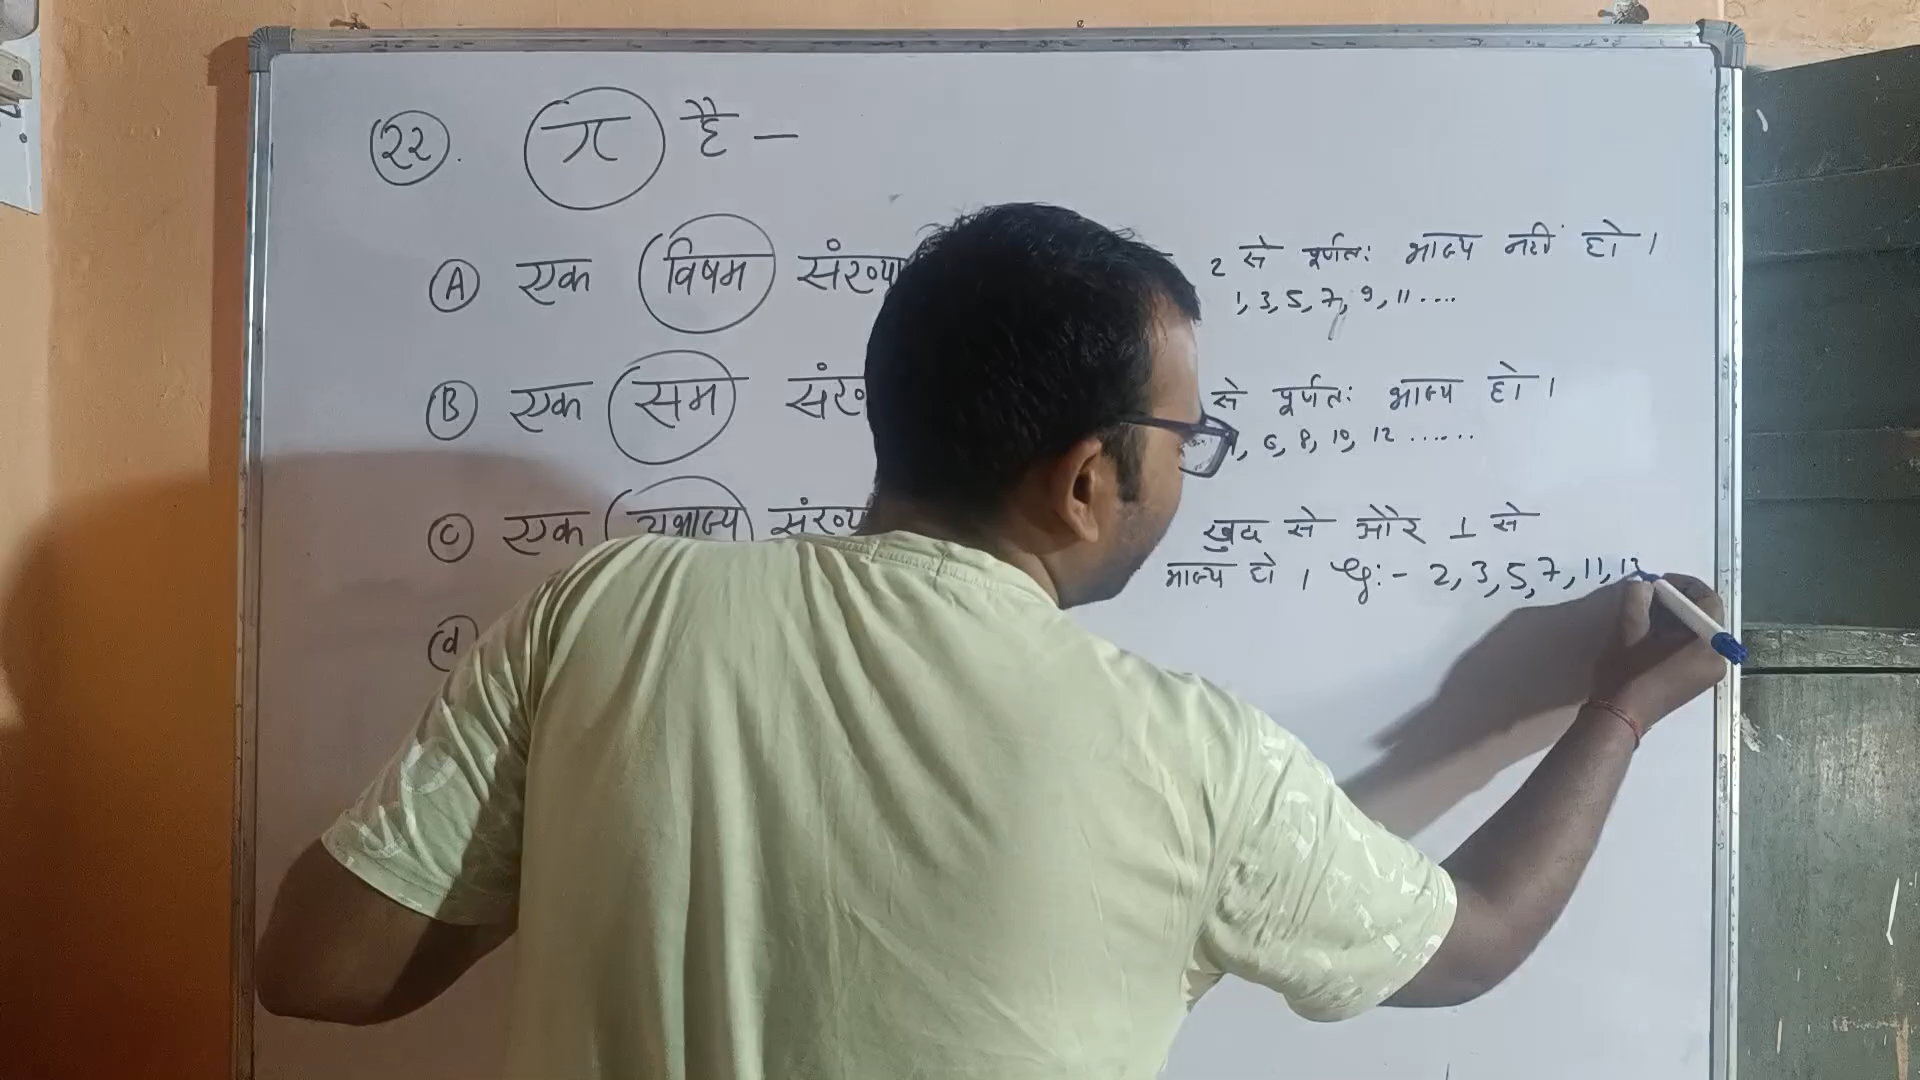 22. π है –
A एक विषम संख्या 2 से पूर्णतः भाज्य नहीं हो ।
1, 3, 5, 7, 9, 11 ....
B एक सम से पूर्णतः भाज्य हो ।
6, 8, 10, 12 ......
C एक अभाज्य संख्या खुद से और 1 से
भाज्य हो । Eg:- 2, 3, 5, 7, 11, 13
d